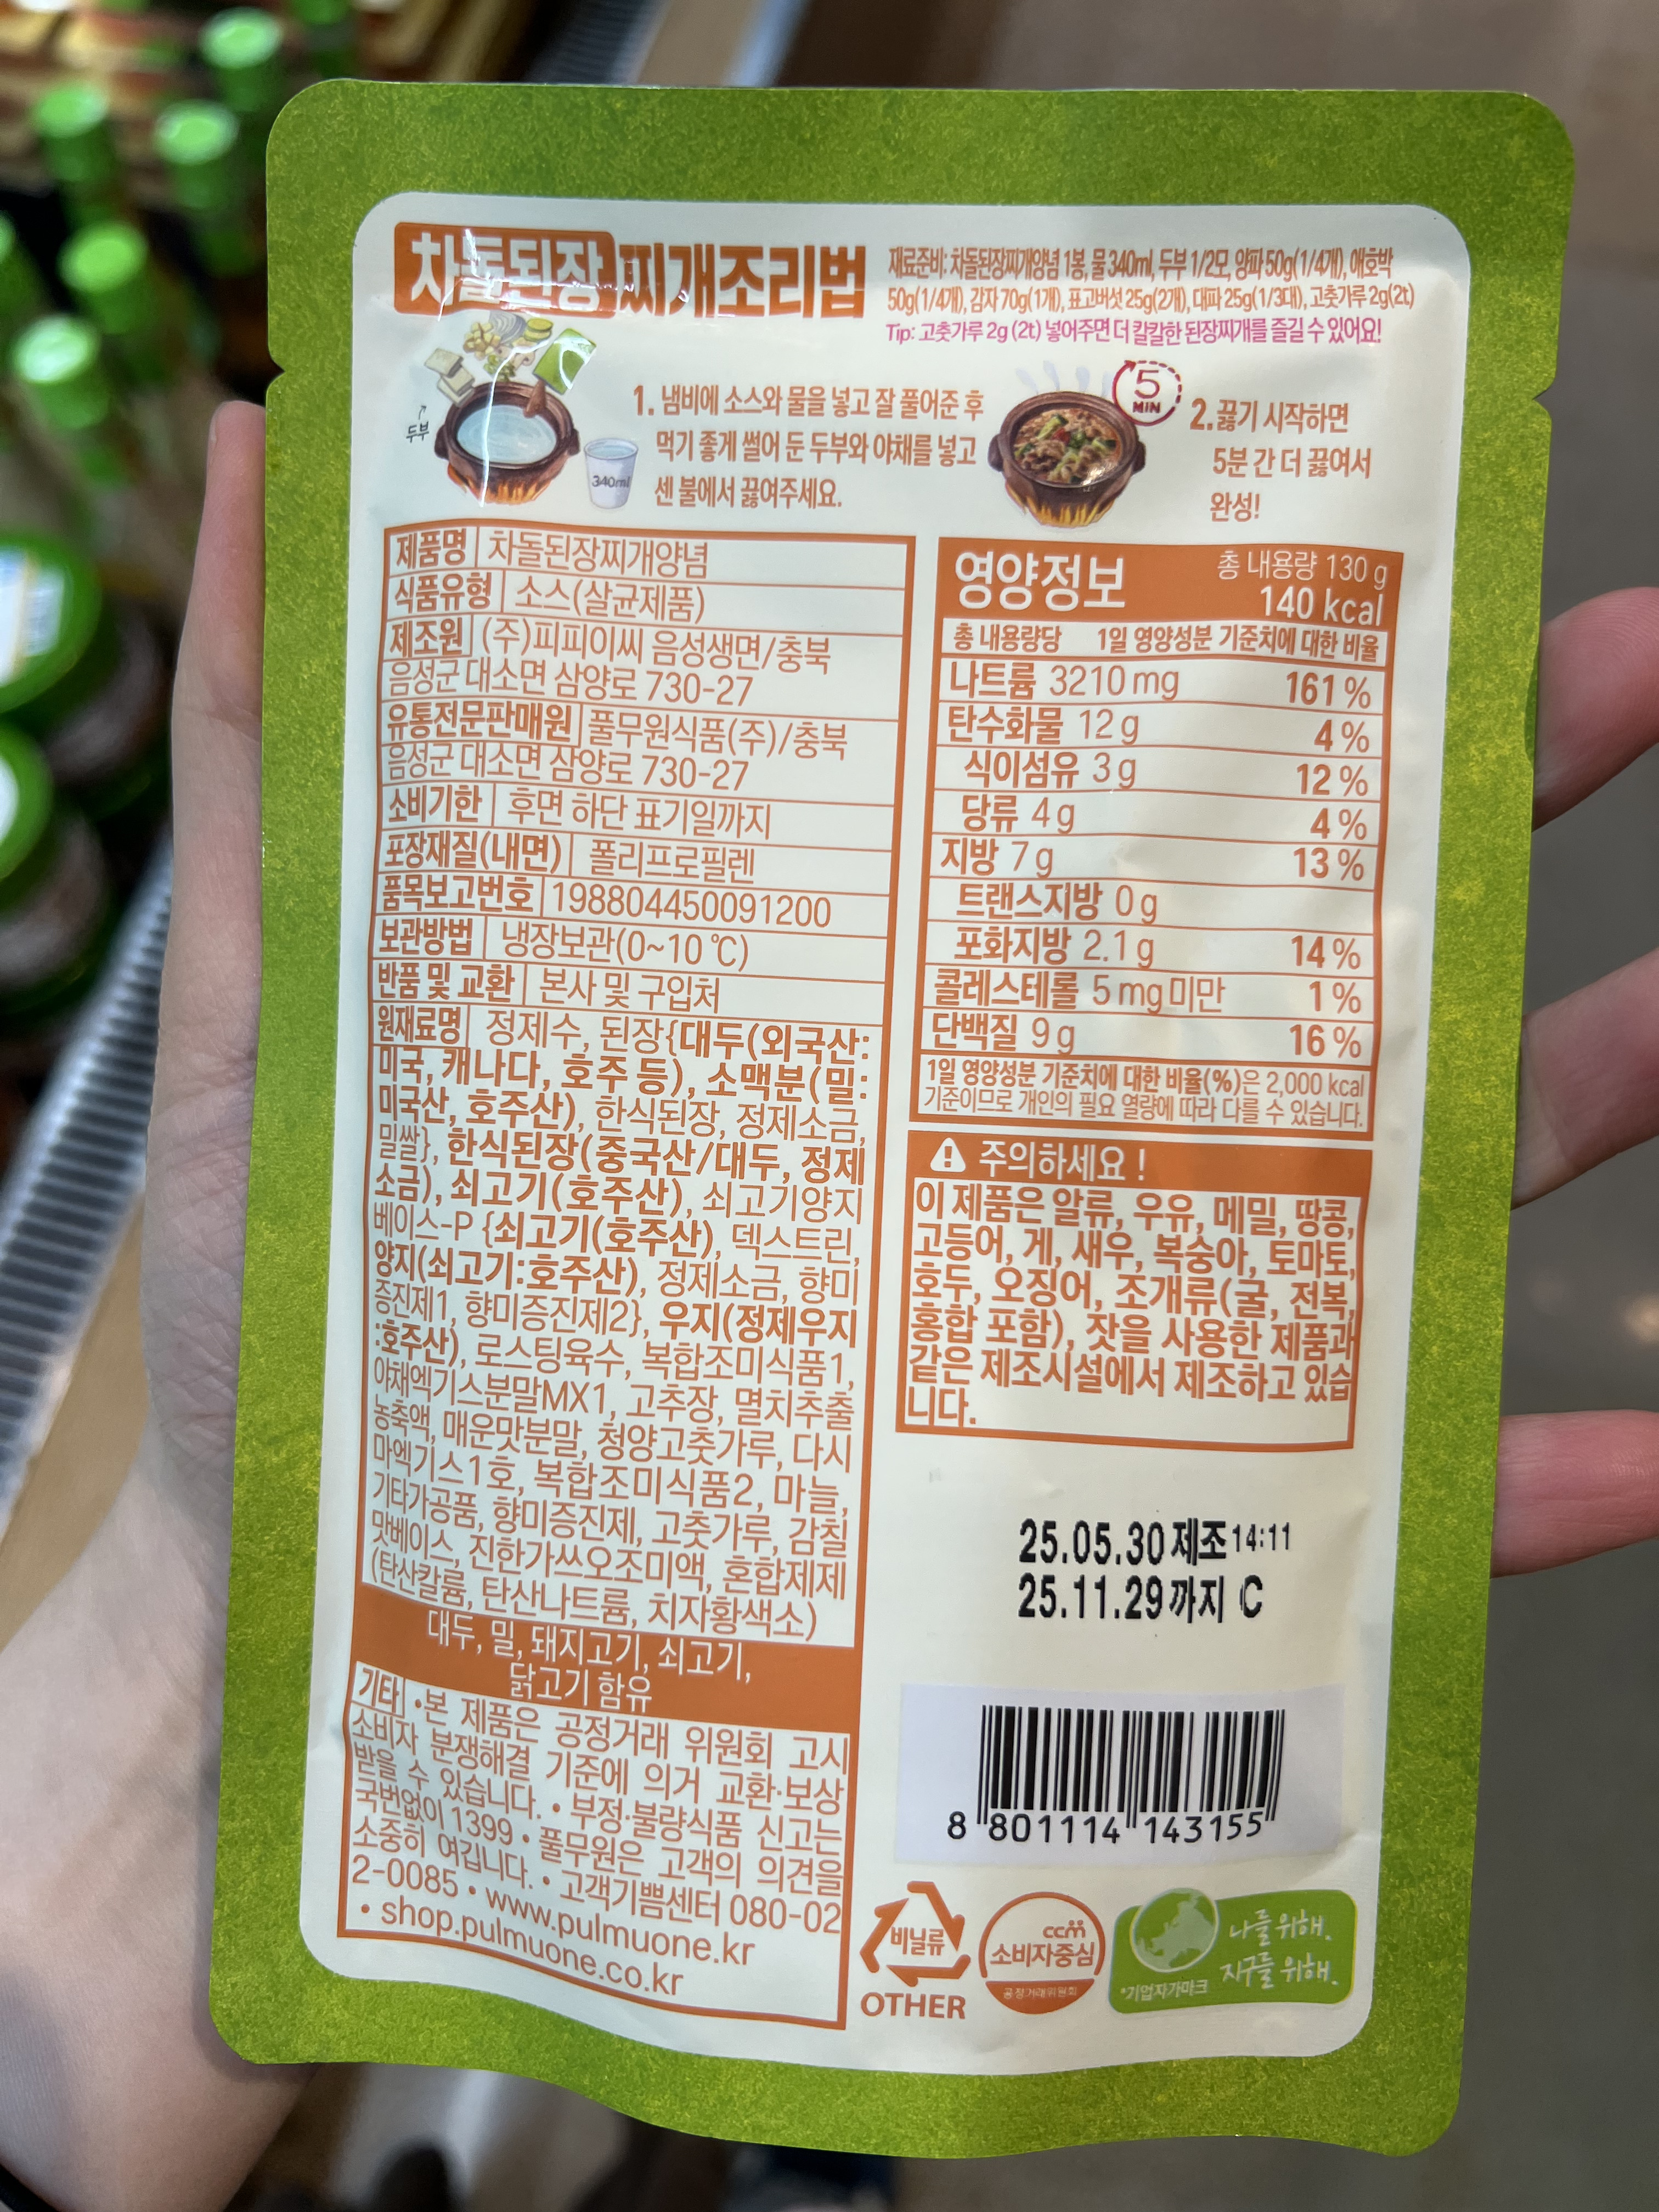 차돌된장 찌개조리법
재료준비: 차돌된장찌개양념 1봉, 물 340ml, 두부 1/2모, 양파 50g(1/4개), 애호박
50g(1/4개), 감자 70g(1개), 표고버섯 25g(2개), 대파 25g(1/3대), 고춧가루 2g(2t)
Tip: 고춧가루 2g (2t) 넣어주면 더 칼칼한 된장찌개를 즐길 수 있어요!
두부
340ml
1. 냄비에 소스와 물을 넣고 잘 풀어준 후
먹기 좋게 썰어 둔 두부와 야채를 넣고
센 불에서 끓여주세요.
5
MIN
2. 끓기 시작하면
5분 간 더 끓여서
완성!
제품명 차돌된장찌개양념
식품유형 소스(살균제품)
제조원 (주)피피이씨 음성생면/충북
음성군 대소면 삼양로 730-27
유통전문판매원 풀무원식품(주)/충북
음성군 대소면 삼양로 730-27
소비기한 후면 하단 표기일까지
포장재질(내면) 폴리프로필렌
품목보고번호 198804450091200
보관방법 냉장보관(0~10 ℃)
반품 및 교환 본사 및 구입처
원재료명 정제수, 된장{대두(외국산:
미국, 캐나다, 호주 등), 소맥분(밀:
미국산, 호주산), 한식된장, 정제소금,
밀쌀}, 한식된장(중국산/대두, 정제
소금), 쇠고기(호주산), 쇠고기양지
베이스-P {쇠고기(호주산), 덱스트린,
양지(쇠고기:호주산), 정제소금, 향미
증진제1, 향미증진제2}, 우지(정제우지
:호주산), 로스팅육수, 복합조미식품1,
야채엑기스분말MX1, 고추장, 멸치추출
농축액, 매운맛분말, 청양고춧가루, 다시
마엑기스1호, 복합조미식품2, 마늘,
기타가공품, 향미증진제, 고춧가루, 감칠
맛베이스, 진한가쓰오조미액, 혼합제제
(탄산칼륨, 탄산나트륨, 치자황색소)
대두, 밀, 돼지고기, 쇠고기,
닭고기 함유
기타 •본 제품은 공정거래 위원회 고시
소비자 분쟁해결 기준에 의거 교환·보상
받을 수 있습니다. • 부정·불량식품 신고는
국번없이 1399 • 풀무원은 고객의 의견을
소중히 여깁니다. • 고객기쁨센터 080-02
2-0085 • www.pulmuone.kr
• shop.pulmuone.co.kr
영양정보
총 내용량 130 g
140 kcal
총 내용량당 1일 영양성분 기준치에 대한 비율
나트륨 3210 mg 161 %
탄수화물 12 g 4 %
식이섬유 3 g 12 %
당류 4 g 4 %
지방 7 g 13 %
트랜스지방 0 g
포화지방 2.1 g 14 %
콜레스테롤 5 mg 미만 1 %
단백질 9 g 16 %
1일 영양성분 기준치에 대한 비율(%)은 2,000 kcal
기준이므로 개인의 필요 열량에 따라 다를 수 있습니다.
주의하세요 !
이 제품은 알류, 우유, 메밀, 땅콩,
고등어, 게, 새우, 복숭아, 토마토,
호두, 오징어, 조개류(굴, 전복,
홍합 포함), 잣을 사용한 제품과
같은 제조시설에서 제조하고 있습
니다.
25.05.30 제조 14:11
25.11.29 까지 C
8 801114 143155
비닐류
OTHER
ccm
소비자중심
공정거래위원회
나를 위해.
지구를 위해.
*기업자가마크